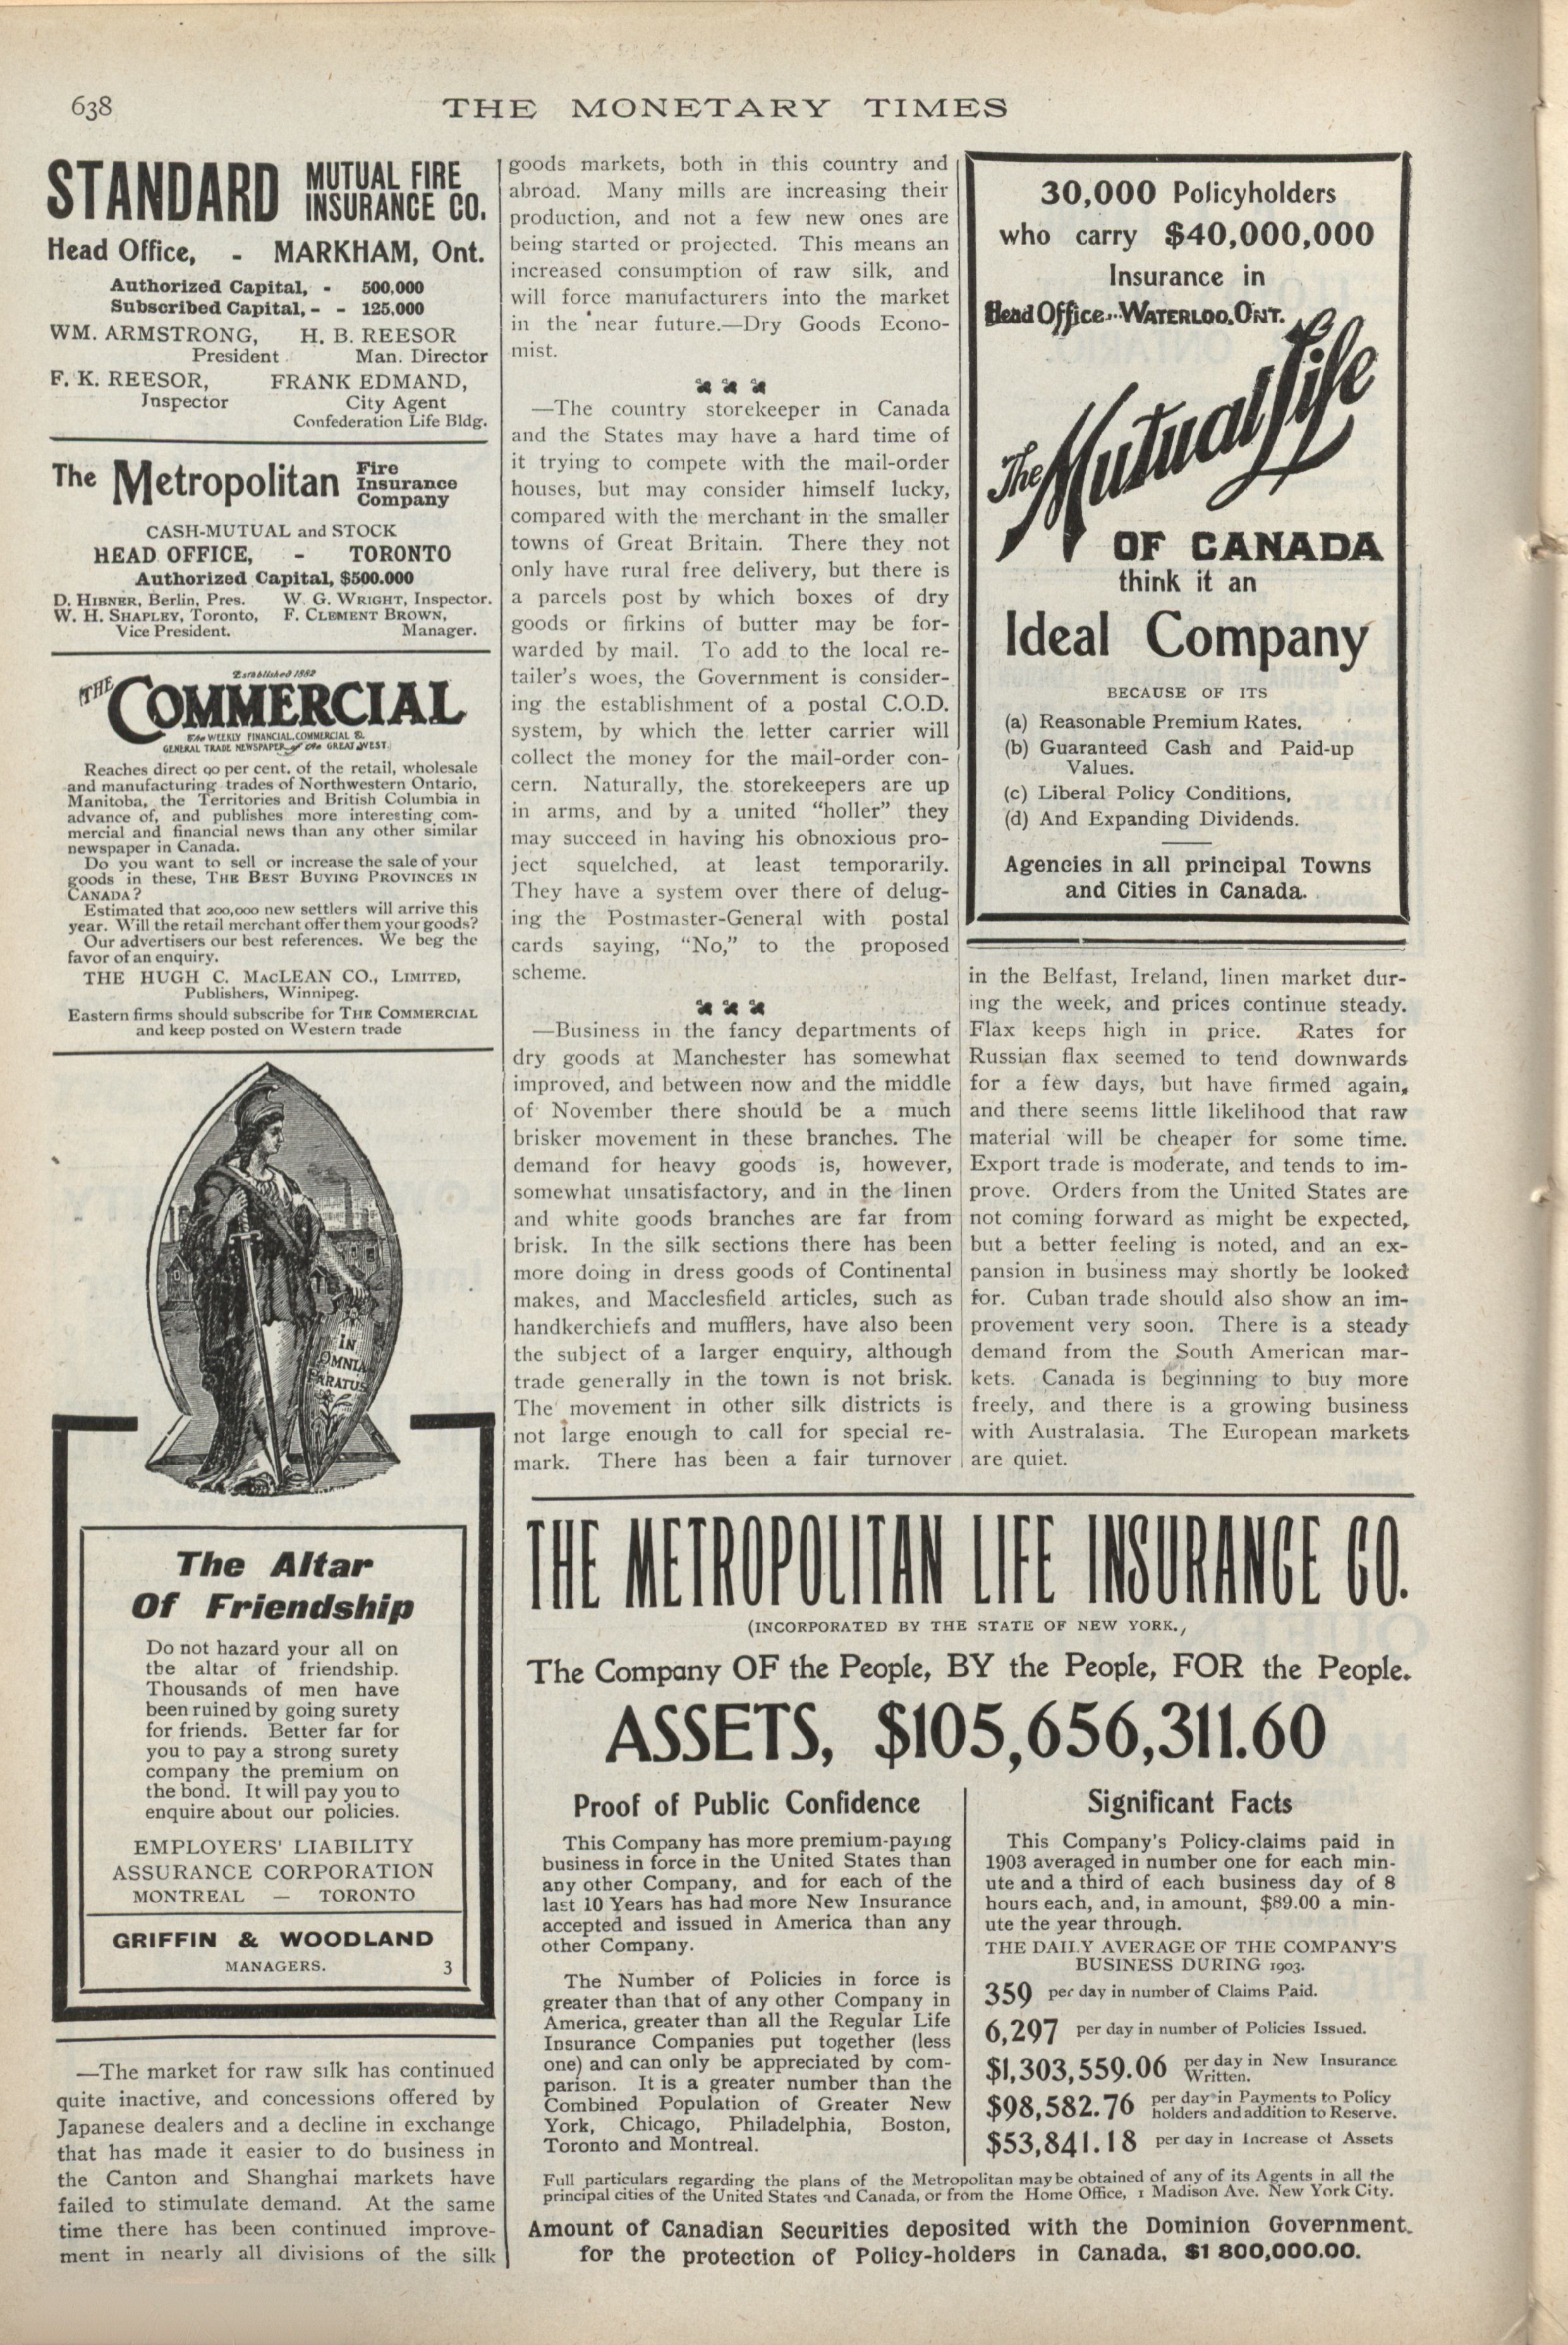 638
THE MONETARY TIMES
STANDARD MUTUAL FIRE
INSURANCE CO.
Head Office, - MARKHAM, Ont.
Authorized Capital, - 500,000
Subscribed Capital, - - 125,000
WM. ARMSTRONG, H. B. REESOR
President Man. Director
F. K. REESOR, FRANK EDMAND,
Inspector City Agent
Confederation Life Bldg.
The Metropolitan Fire
Insurance
Company
CASH-MUTUAL and STOCK
HEAD OFFICE, - TORONTO
Authorized Capital, $500.000
D. HIBNER, Berlin, Pres. W. G. WRIGHT, Inspector.
W. H. SHAPLEY, Toronto, F. CLEMENT BROWN,
Vice President. Manager.
Established 1882
THE COMMERCIAL
The WEEKLY FINANCIAL, COMMERCIAL &
GENERAL TRADE NEWSPAPER of the GREAT WEST.
Reaches direct 90 per cent. of the retail, wholesale
and manufacturing trades of Northwestern Ontario,
Manitoba, the Territories and British Columbia in
advance of, and publishes more interesting com-
mercial and financial news than any other similar
newspaper in Canada.
Do you want to sell or increase the sale of your
goods in these, THE BEST BUYING PROVINCES IN
CANADA?
Estimated that 200,000 new settlers will arrive this
year. Will the retail merchant offer them your goods?
Our advertisers our best references. We beg the
favor of an enquiry.
THE HUGH C. MACLEAN CO., LIMITED,
Publishers, Winnipeg.
Eastern firms should subscribe for THE COMMERCIAL
and keep posted on Western trade
IN
OMNIA
PARATUS
The Altar
Of Friendship
Do not hazard your all on
the altar of friendship.
Thousands of men have
been ruined by going surety
for friends. Better far for
you to pay a strong surety
company the premium on
the bond. It will pay you to
enquire about our policies.
EMPLOYERS' LIABILITY
ASSURANCE CORPORATION
MONTREAL — TORONTO
GRIFFIN & WOODLAND
MANAGERS. 3
—The market for raw silk has continued
quite inactive, and concessions offered by
Japanese dealers and a decline in exchange
that has made it easier to do business in
the Canton and Shanghai markets have
failed to stimulate demand. At the same
time there has been continued improve-
ment in nearly all divisions of the silk
goods markets, both in this country and
abroad. Many mills are increasing their
production, and not a few new ones are
being started or projected. This means an
increased consumption of raw silk, and
will force manufacturers into the market
in the near future.—Dry Goods Econo-
mist.
—The country storekeeper in Canada
and the States may have a hard time of
it trying to compete with the mail-order
houses, but may consider himself lucky,
compared with the merchant in the smaller
towns of Great Britain. There they not
only have rural free delivery, but there is
a parcels post by which boxes of dry
goods or firkins of butter may be for-
warded by mail. To add to the local re-
tailer's woes, the Government is consider-
ing the establishment of a postal C.O.D.
system, by which the letter carrier will
collect the money for the mail-order con-
cern. Naturally, the storekeepers are up
in arms, and by a united "holler" they
may succeed in having his obnoxious pro-
ject squelched, at least temporarily.
They have a system over there of delug-
ing the Postmaster-General with postal
cards saying, "No," to the proposed
scheme.
—Business in the fancy departments of
dry goods at Manchester has somewhat
improved, and between now and the middle
of November there should be a much
brisker movement in these branches. The
demand for heavy goods is, however,
somewhat unsatisfactory, and in the linen
and white goods branches are far from
brisk. In the silk sections there has been
more doing in dress goods of Continental
makes, and Macclesfield articles, such as
handkerchiefs and mufflers, have also been
the subject of a larger enquiry, although
trade generally in the town is not brisk.
The movement in other silk districts is
not large enough to call for special re-
mark. There has been a fair turnover
30,000 Policyholders
who carry $40,000,000
Insurance in
Head Office, WATERLOO, ONT.
The Mutual Life
OF CANADA
think it an
Ideal Company
BECAUSE OF ITS
(a) Reasonable Premium Rates,
(b) Guaranteed Cash and Paid-up
Values.
(c) Liberal Policy Conditions,
(d) And Expanding Dividends.
Agencies in all principal Towns
and Cities in Canada.
in the Belfast, Ireland, linen market dur-
ing the week, and prices continue steady.
Flax keeps high in price. Rates for
Russian flax seemed to tend downwards
for a few days, but have firmed again,
and there seems little likelihood that raw
material will be cheaper for some time.
Export trade is moderate, and tends to im-
prove. Orders from the United States are
not coming forward as might be expected,
but a better feeling is noted, and an ex-
pansion in business may shortly be looked
for. Cuban trade should also show an im-
provement very soon. There is a steady
demand from the South American mar-
kets. Canada is beginning to buy more
freely, and there is a growing business
with Australasia. The European markets
are quiet.
THE METROPOLITAN LIFE INSURANCE CO.
(INCORPORATED BY THE STATE OF NEW YORK.,
The Company OF the People, BY the People, FOR the People.
ASSETS, $105,656,311.60
Proof of Public Confidence
This Company has more premium-paying
business in force in the United States than
any other Company, and for each of the
last 10 Years has had more New Insurance
accepted and issued in America than any
other Company.
The Number of Policies in force is
greater than that of any other Company in
America, greater than all the Regular Life
Insurance Companies put together (less
one) and can only be appreciated by com-
parison. It is a greater number than the
Combined Population of Greater New
York, Chicago, Philadelphia, Boston,
Toronto and Montreal.
Significant Facts
This Company's Policy-claims paid in
1903 averaged in number one for each min-
ute and a third of each business day of 8
hours each, and, in amount, $89.00 a min-
ute the year through.
THE DAILY AVERAGE OF THE COMPANY'S
BUSINESS DURING 1903.
359 per day in number of Claims Paid.
6,297 per day in number of Policies Issued.
$1,303,559.06 per day in New Insurance
Written.
$98,582.76 per day in Payments to Policy
holders and addition to Reserve.
$53,841.18 per day in Increase of Assets
Full particulars regarding the plans of the Metropolitan may be obtained of any of its Agents in all the
principal cities of the United States and Canada, or from the Home Office, 1 Madison Ave. New York City.
Amount of Canadian Securities deposited with the Dominion Government.
for the protection of Policy-holders in Canada, $1 800,000.00.